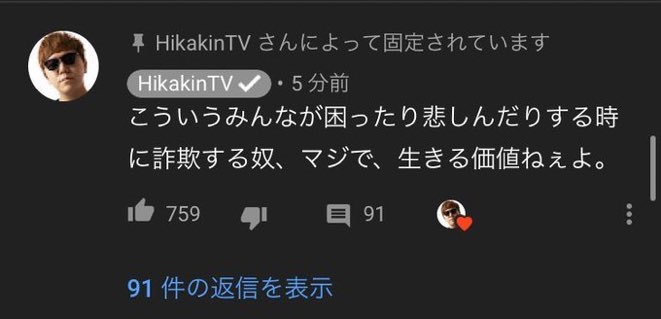 HikakinTV さんによって固定されています
HikakinTV • 5 分前
こういうみんなが困ったり悲しんだりする時
に詐欺する奴、マジで、生きる価値ねぇよ。
759 91
91 件の返信を表示